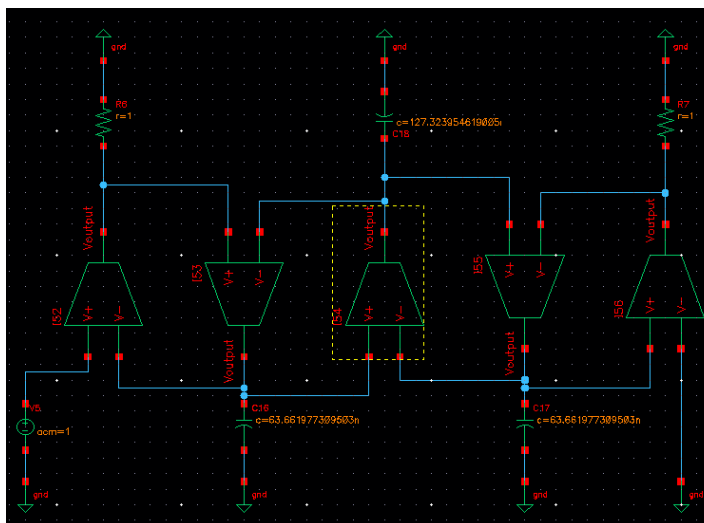 gnd
gnd
gnd
R6
r=1
c=127.323954619005n
C18
R7
r=1
Voutput
Voutput
Voutput
I52
V+
V-
I53
V+
V-
I54
V+
V-
I55
V+
V-
I56
V+
V-
Voutput
Voutput
V5
acm=1
C16
c=63.661977309503n
C17
c=63.661977309503n
gnd
gnd
gnd
gnd